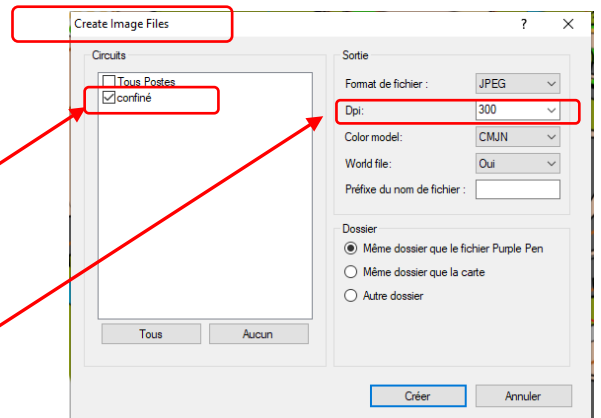 Create Image Files ? ×
Circuits
Tous Postes
confiné
Tous Aucun
Sortie
Format de fichier : JPEG
Dpi: 300
Color model: CMJN
World file: Oui
Préfixe du nom de fichier :
Dossier
Même dossier que le fichier Purple Pen
Même dossier que la carte
Autre dossier
Créer Annuler